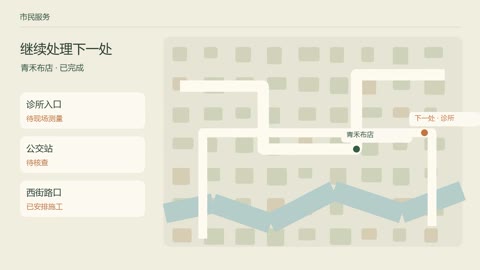 市民服务
继续处理下一处
青禾布店 · 已完成
诊所入口
待现场测量
公交站
待核查
西街路口
已安排施工
下一处 · 诊所
青禾布店